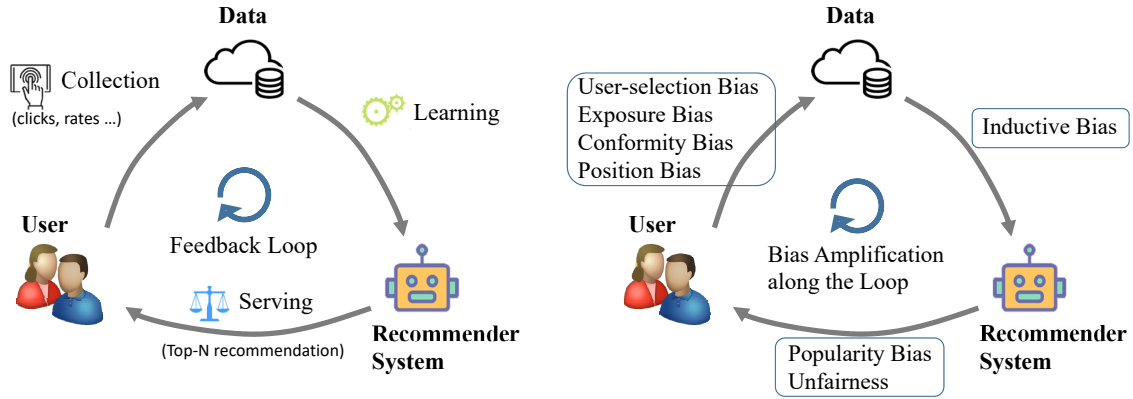 Data
Collection
(clicks, rates ...)
Learning
User
Feedback Loop
Serving
(Top-N recommendation)
Recommender
System
Data
User-selection Bias
Exposure Bias
Conformity Bias
Position Bias
Inductive Bias
User
Bias Amplification
along the Loop
Recommender
System
Popularity Bias
Unfairness